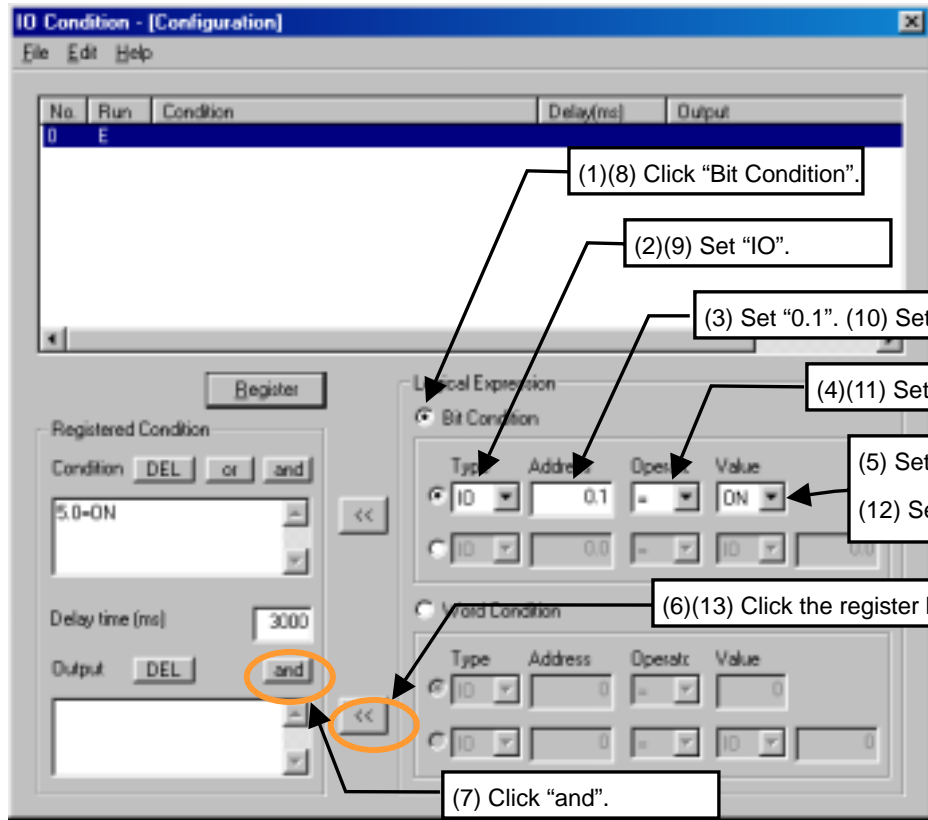 IO Condition - [Configuration]
File Edit Help
No. Run Condition Delay(ms) Output
0 E
(1)(8) Click “Bit Condition”.
(2)(9) Set “IO”.
(3) Set “0.1”. (10) Set
(4)(11) Set
(5) Set
(12) Se
Register
Logical Expression
Bit Condition
Registered Condition
Condition DEL or and
Type Address Operatc Value
IO 0.1 = ON
5.0=ON
<<
IO 0.0 = IO 0.0
(6)(13) Click the register
Delay time (ms) 3000
Word Condition
Output DEL and
Type Address Operatc Value
IO 0 = 0
<<
IO 0 = IO 0
(7) Click “and”.